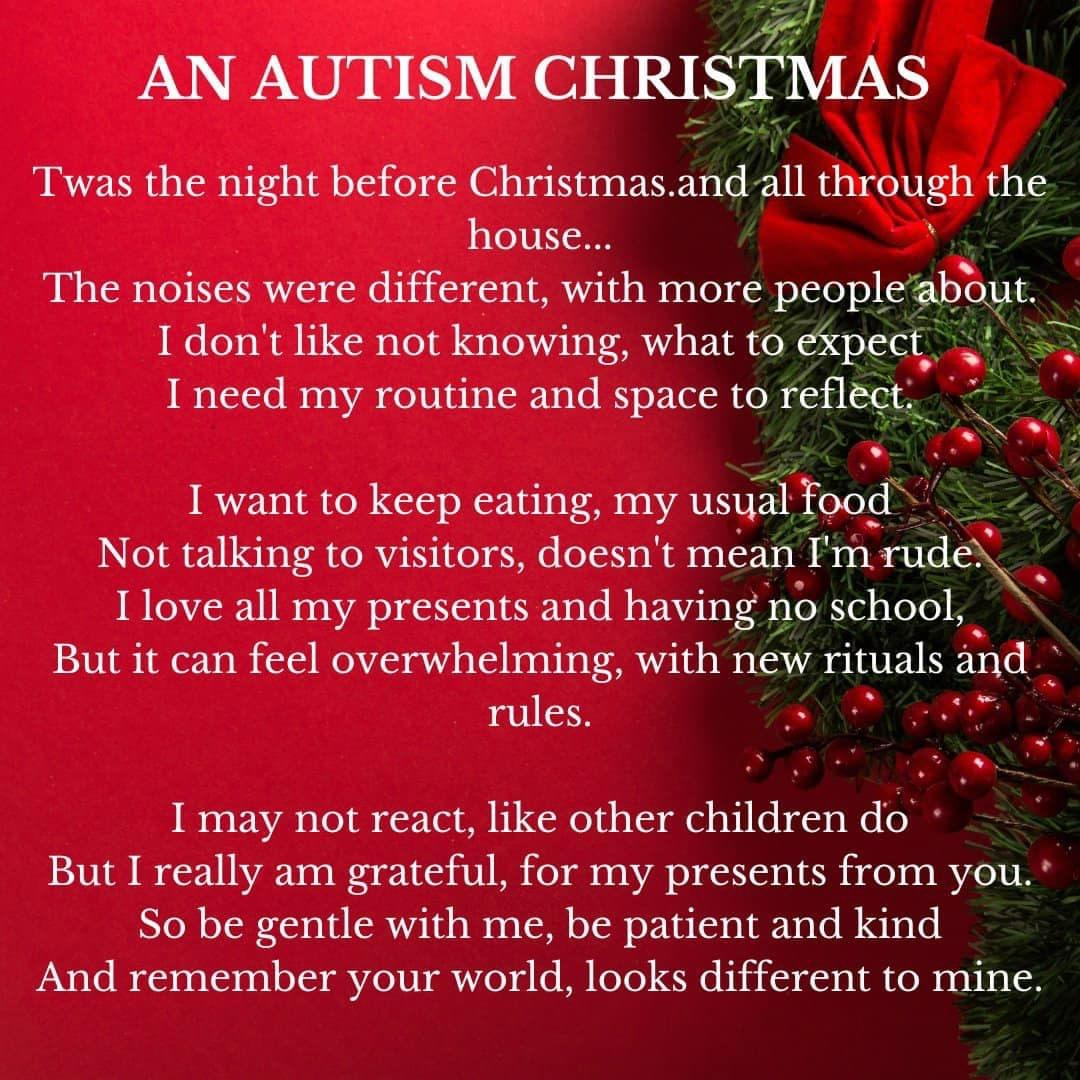 AN AUTISM CHRISTMAS
Twas the night before Christmas.and all through the
house...
The noises were different, with more people about.
I don't like not knowing, what to expect
I need my routine and space to reflect.
I want to keep eating, my usual food
Not talking to visitors, doesn't mean I'm rude.
I love all my presents and having no school,
But it can feel overwhelming, with new rituals and
rules.
I may not react, like other children do
But I really am grateful, for my presents from you.
So be gentle with me, be patient and kind
And remember your world, looks different to mine.